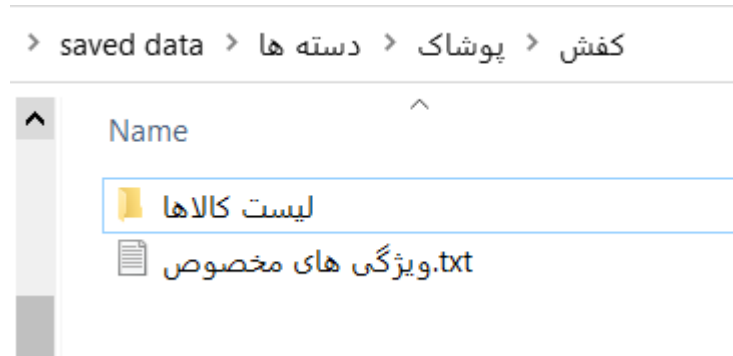 saved data > دسته ها > پوشاک > کفش
Name
لیست کالاها
ویژگی های مخصوص.txt